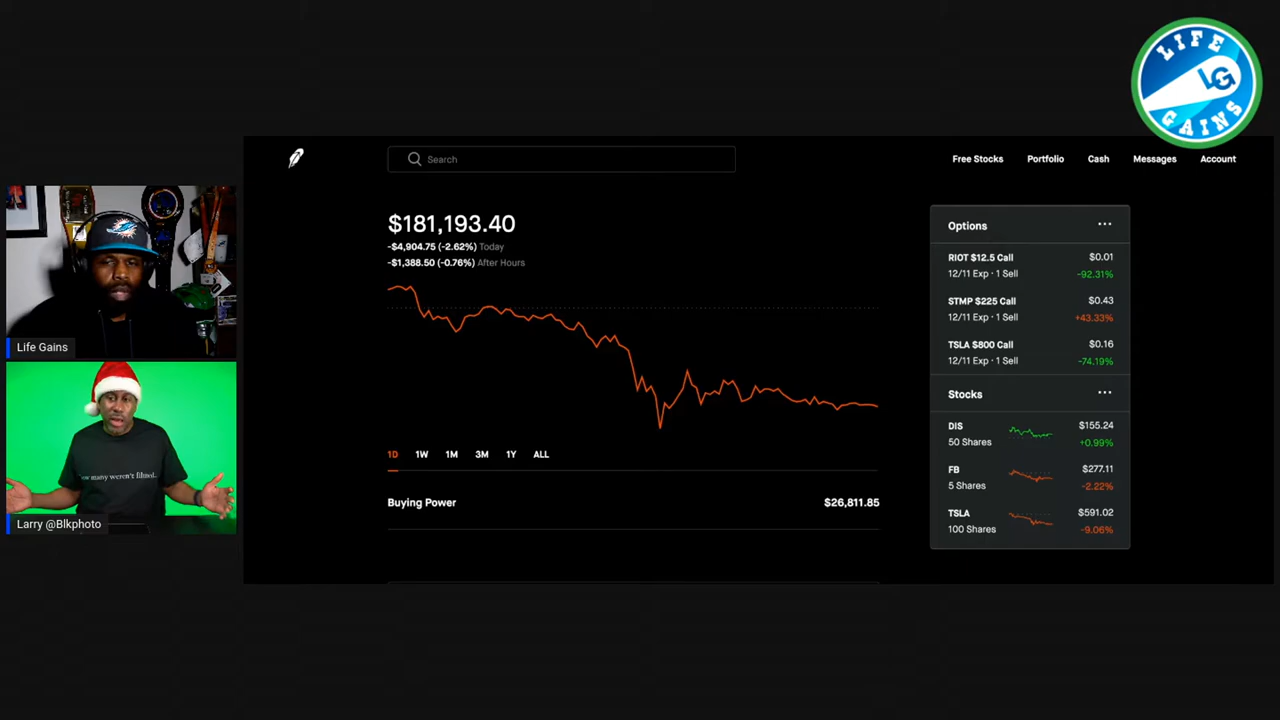 LIFE
LG
GAINS
Search
Free Stocks Portfolio Cash Messages Account
$181,193.40
-$4,904.75 (-2.62%) Today
-$1,388.50 (-0.76%) After Hours
1D 1W 1M 3M 1Y ALL
Buying Power $26,811.85
Options
RIOT $12.5 Call $0.01
12/11 Exp · 1 Sell -92.31%
STMP $225 Call $0.43
12/11 Exp · 1 Sell +43.33%
TSLA $800 Call $0.16
12/11 Exp · 1 Sell -74.19%
Stocks
DIS $155.24
50 Shares +0.99%
FB $277.11
5 Shares -2.22%
TSLA $591.02
100 Shares -9.06%
Life Gains
many weren't
Larry @Blkphoto